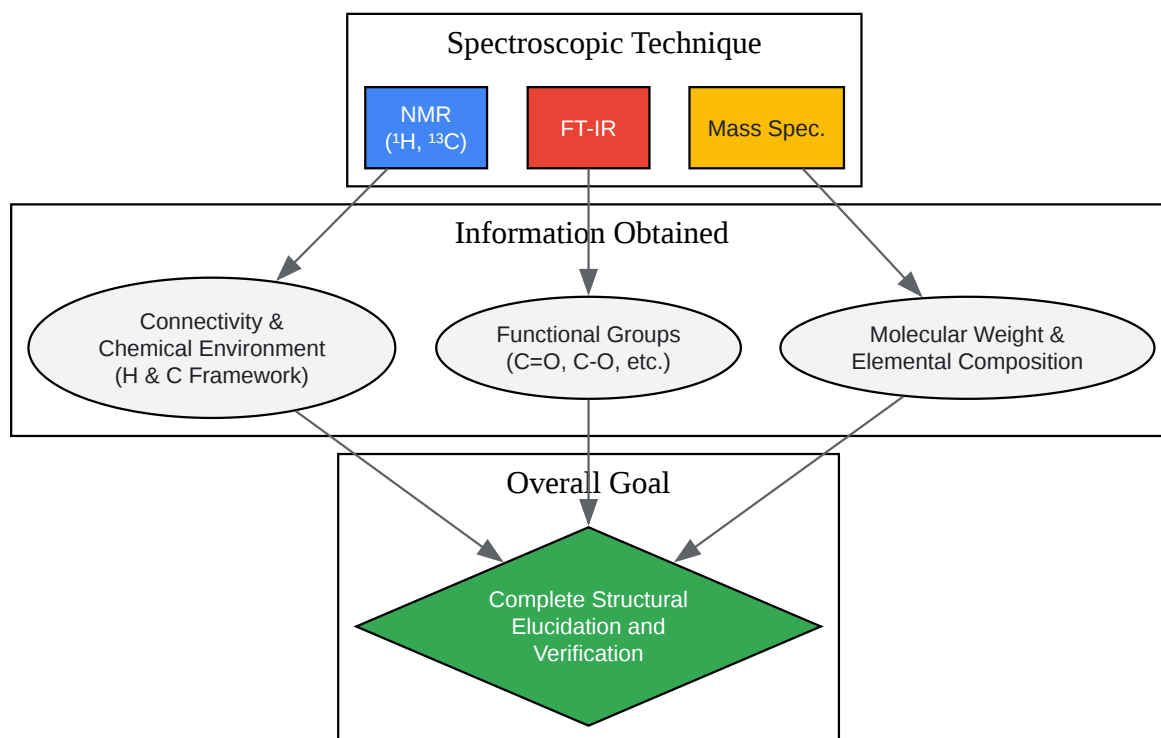 Spectroscopic Technique
NMR
(¹H, ¹³C)
FT-IR
Mass Spec.
Information Obtained
Connectivity &
Chemical Environment
(H & C Framework)
Functional Groups
(C=O, C-O, etc.)
Molecular Weight &
Elemental Composition
Overall Goal
Complete Structural
Elucidation and
Verification